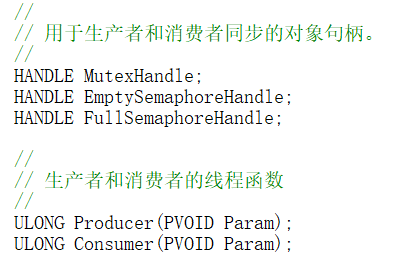 //
// 用于生产者和消费者同步的对象句柄。
//
HANDLE MutexHandle;
HANDLE EmptySemaphoreHandle;
HANDLE FullSemaphoreHandle;
//
// 生产者和消费者的线程函数
//
ULONG Producer(PVOID Param);
ULONG Consumer(PVOID Param);